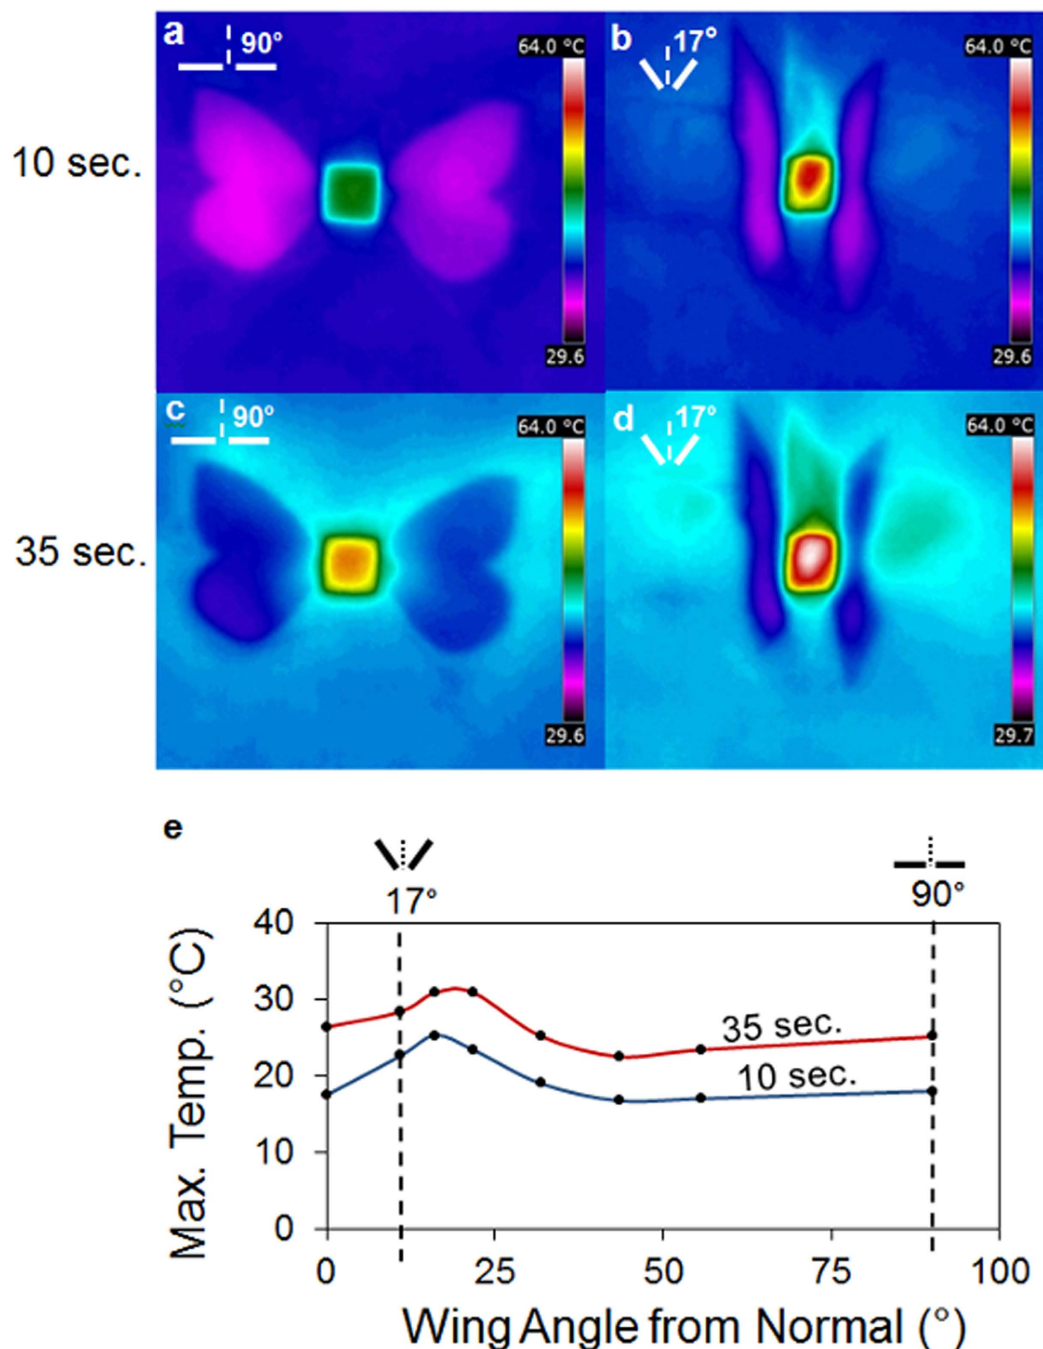 a
90°
64.0 °C
29.6
b
17°
64.0 °C
29.6
10 sec.
c
90°
64.0 °C
29.6
d
17°
64.0 °C
29.7
35 sec.
e
17°
90°
40
30
20
10
0
Max. Temp. (°C)
35 sec.
10 sec.
0 25 50 75 100
Wing Angle from Normal (°)